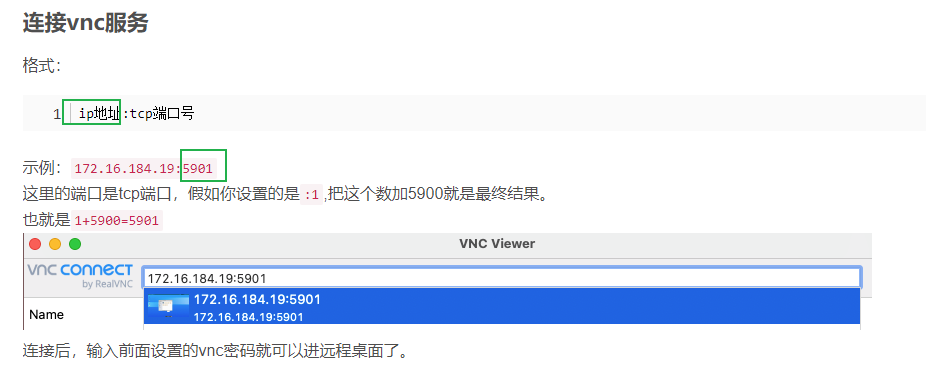 连接vnc服务
格式：
1 ip地址:tcp端口号
示例：172.16.184.19:5901
这里的端口是tcp端口，假如你设置的是 :1 ,把这个数加5900就是最终结果。
也就是 1+5900=5901
VNC Viewer
vnc connect
by RealVNC
172.16.184.19:5901
172.16.184.19:5901
172.16.184.19:5901
Name
连接后，输入前面设置的vnc密码就可以进远程桌面了。